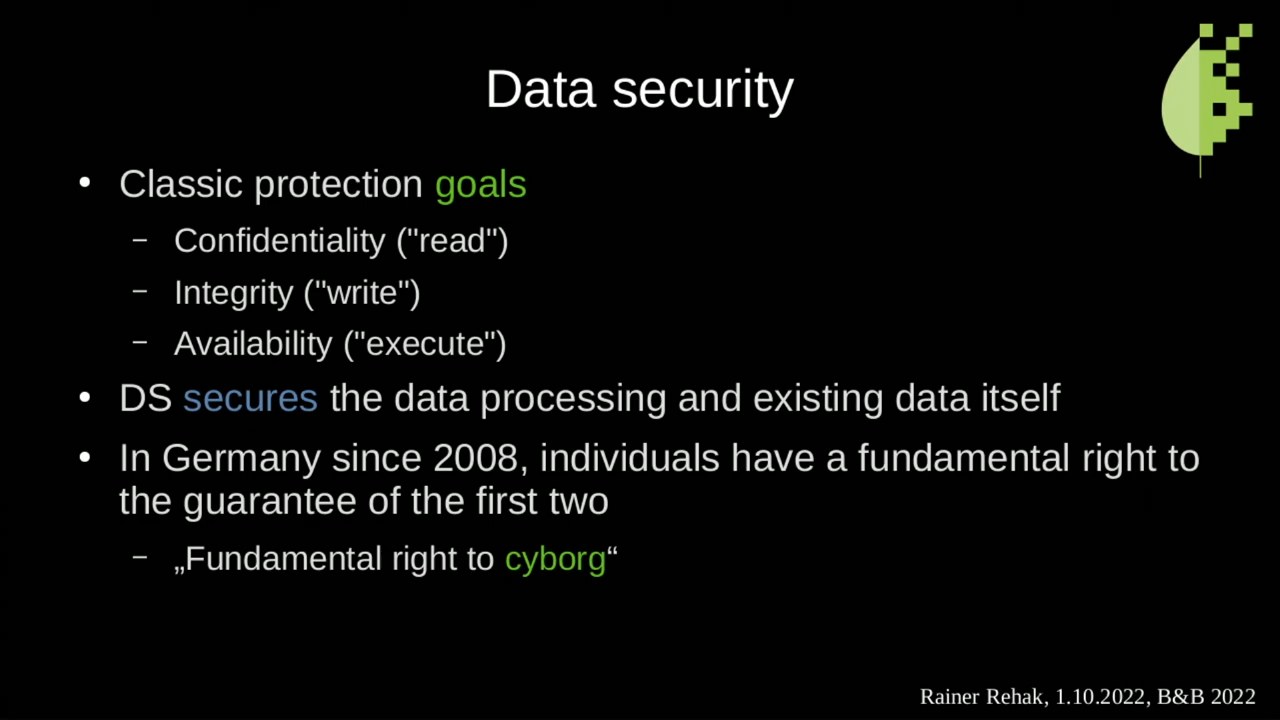 Data security
• Classic protection goals
– Confidentiality ("read")
– Integrity ("write")
– Availability ("execute")
• DS secures the data processing and existing data itself
• In Germany since 2008, individuals have a fundamental right to
the guarantee of the first two
– „Fundamental right to cyborg“
Rainer Rehak, 1.10.2022, B&B 2022